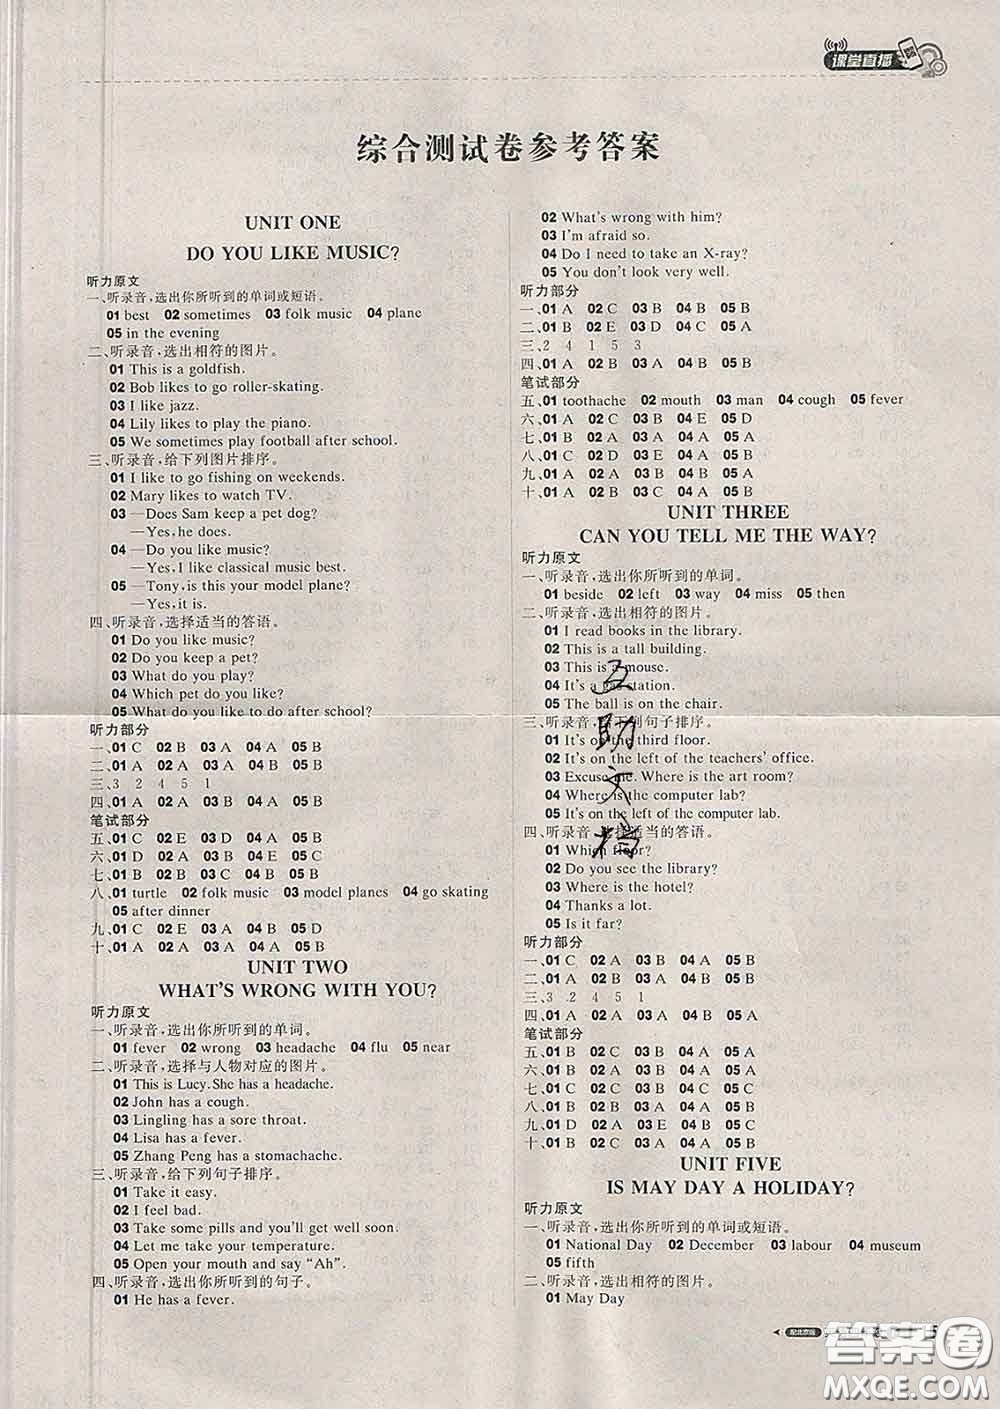 课堂直播
综合测试卷参考答案
UNIT ONE
DO YOU LIKE MUSIC?
听力原文
一、听录音,选出你所听到的单词或短语。
01 best 02 sometimes 03 folk music 04 plane
05 in the evening
二、听录音,选出相符的图片。
01 This is a goldfish.
02 Bob likes to go roller-skating.
03 I like jazz.
04 Lily likes to play the piano.
05 We sometimes play football after school.
三、听录音,给下列图片排序。
01 I like to go fishing on weekends.
02 Mary likes to watch TV.
03 —Does Sam keep a pet dog?
—Yes, he does.
04 —Do you like music?
—Yes, I like classical music best.
05 —Tony, is this your model plane?
—Yes, it is.
四、听录音,选择适当的答语。
01 Do you like music?
02 Do you keep a pet?
03 What do you play?
04 Which pet do you like?
05 What do you like to do after school?
听力部分
一、01 C 02 B 03 A 04 A 05 B
二、01 A 02 A 03 A 04 A 05 B
三、3 2 4 5 1
四、01 A 02 A 03 B 04 A 05 B
笔试部分
五、01 C 02 E 03 D 04 A 05 B
六、01 D 02 A 03 A 04 B 05 C
七、01 B 02 B 03 C 04 B 05 B
八、01 turtle 02 folk music 03 model planes 04 go skating
05 after dinner
九、01 C 02 E 03 A 04 B 05 D
十、01 A 02 A 03 B 04 A 05 B
UNIT TWO
WHAT'S WRONG WITH YOU?
听力原文
一、听录音,选出你所听到的单词。
01 fever 02 wrong 03 headache 04 flu 05 near
二、听录音,选择与人物对应的图片。
01 This is Lucy. She has a headache.
02 John has a cough.
03 Lingling has a sore throat.
04 Lisa has a fever.
05 Zhang Peng has a stomachache.
三、听录音,给下列句子排序。
01 Take it easy.
02 I feel bad.
03 Take some pills and you'll get well soon.
04 Let me take your temperature.
05 Open your mouth and say "Ah".
四、听录音,选出你所听到的句子。
01 He has a fever.
02 What's wrong with him?
03 I'm afraid so.
04 Do I need to take an X-ray?
05 You don't look very well.
听力部分
一、01 A 02 C 03 B 04 A 05 B
二、01 B 02 E 03 D 04 C 05 A
三、2 4 1 5 3
四、01 A 02 B 03 A 04 A 05 B
笔试部分
五、01 toothache 02 mouth 03 man 04 cough 05 fever
六、01 A 02 C 03 B 04 E 05 D
七、01 B 02 A 03 A 04 C 05 A
八、01 C 02 D 03 E 04 A 05 B
九、01 A 02 A 03 B 04 B 05 A
十、01 A 02 B 03 A 04 A 05 B
UNIT THREE
CAN YOU TELL ME THE WAY?
听力原文
一、听录音,选出你所听到的单词。
01 beside 02 left 03 way 04 miss 05 then
二、听录音,选出相符的图片。
01 I read books in the library.
02 This is a tall building.
03 This is a mouse.
04 It's a gas station.
05 The ball is on the chair.
三、听录音,给下列句子排序。
01 It's on the third floor.
02 It's on the left of the teachers' office.
03 Excuse me. Where is the art room?
04 Where is the computer lab?
05 It's on the left of the computer lab.
四、听录音,选择适当的答语。
01 Which floor?
02 Do you see the library?
03 Where is the hotel?
04 Thanks a lot.
05 Is it far?
听力部分
一、01 C 02 A 03 B 04 A 05 B
二、01 A 02 B 03 B 04 A 05 B
三、3 2 4 5 1
四、01 A 02 A 03 A 04 B 05 A
笔试部分
五、01 B 02 C 03 B 04 A 05 A
六、01 B 02 B 03 A 04 A 05 A
七、01 C 02 C 03 B 04 C 05 C
八、01 B 02 B 03 A 04 A 05 B
九、01 D 02 A 03 E 04 B 05 C
十、01 B 02 C 03 A 04 A 05 B
UNIT FIVE
IS MAY DAY A HOLIDAY?
听力原文
一、听录音,选出你所听到的单词或短语。
01 National Day 02 December 03 labour 04 museum
05 fifth
二、听录音,选出相符的图片。
01 May Day
配北京版
互助文档
答案圈
MXQE.COM